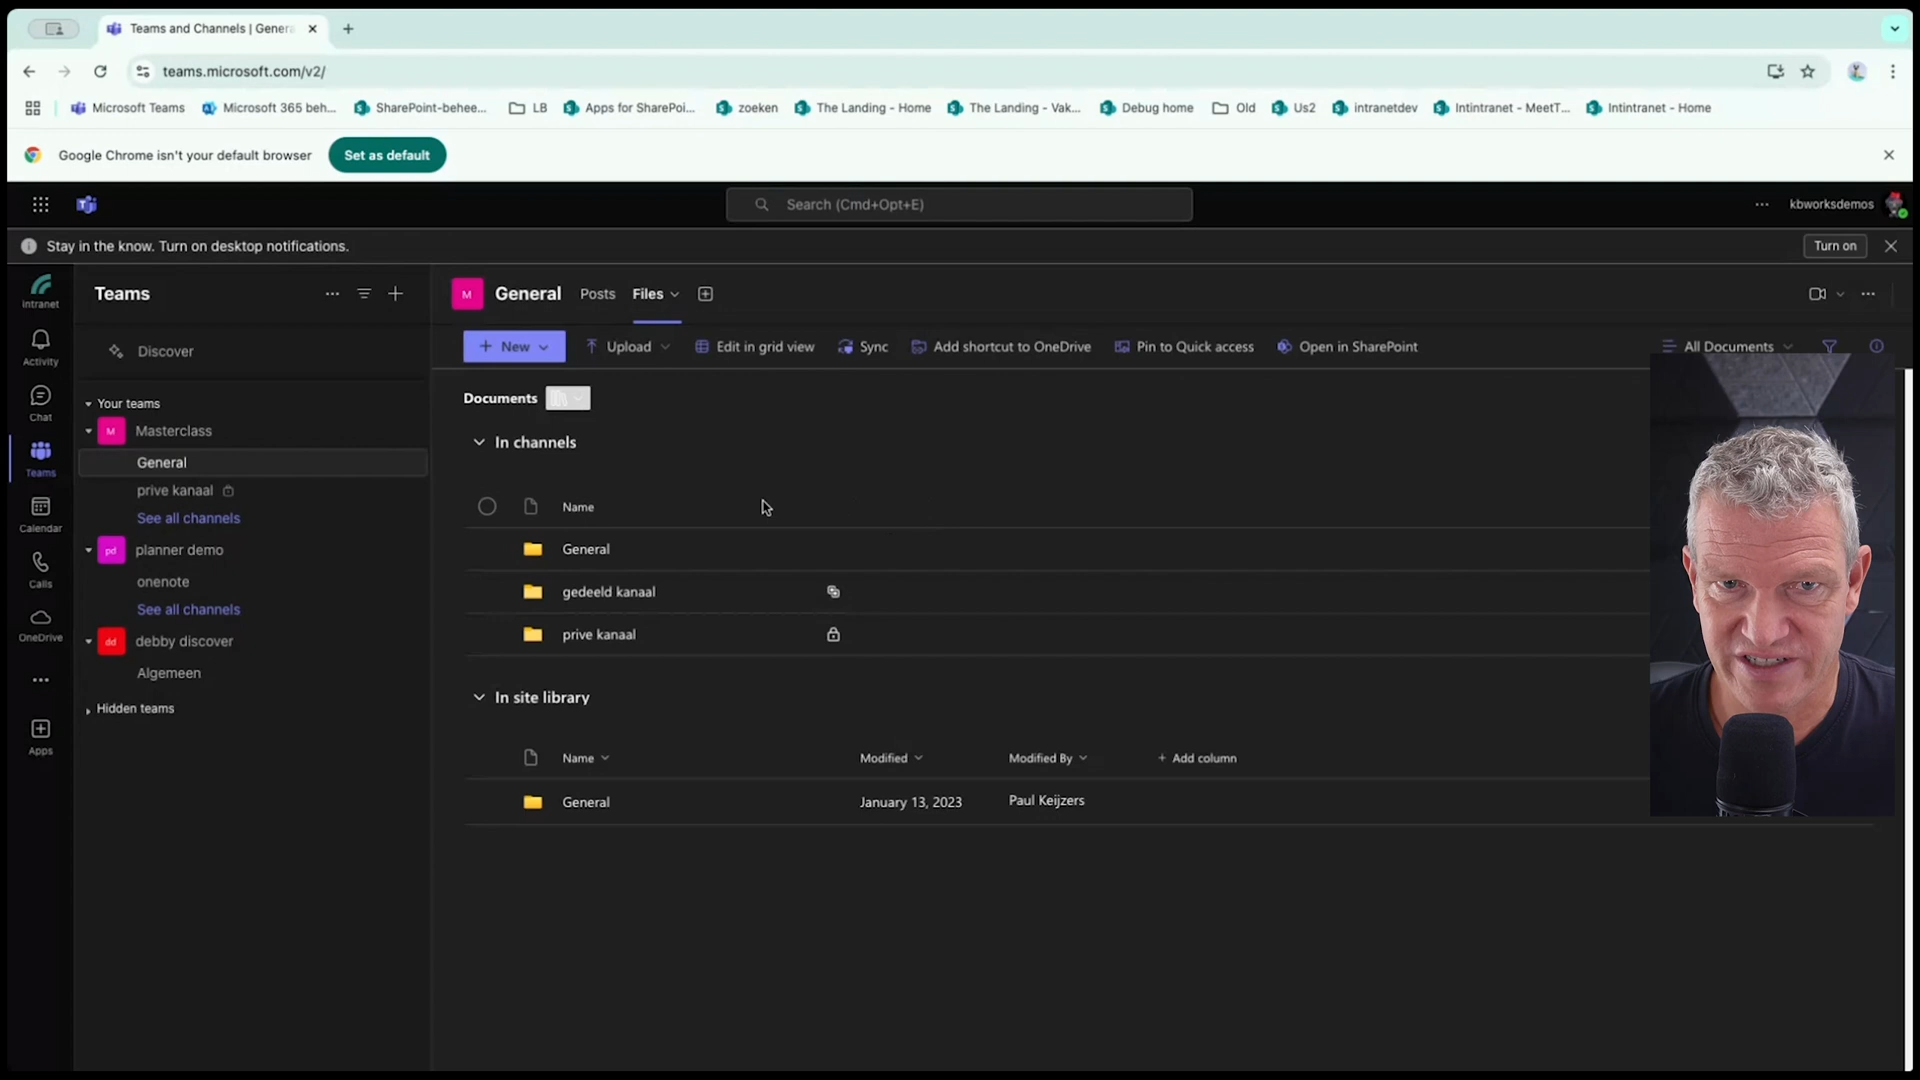 Teams and Channels | Genera
teams.microsoft.com/v2/
Microsoft Teams
Microsoft 365 beh...
SharePoint-behee...
LB
Apps for SharePoi...
zoeken
The Landing - Home
The Landing - Vak...
Debug home
Old
Us2
intranetdev
Intintranet - MeetT...
Intintranet - Home
Google Chrome isn't your default browser
Set as default
Search (Cmd+Opt+E)
kbworksdemos
Stay in the know. Turn on desktop notifications.
Turn on
Intranet
Activity
Chat
Teams
Calendar
Calls
OneDrive
Apps
Teams
Discover
Your teams
M
Masterclass
General
prive kanaal
See all channels
pd
planner demo
onenote
See all channels
dd
debby discover
Algemeen
Hidden teams
M
General
Posts
Files
New
Upload
Edit in grid view
Sync
Add shortcut to OneDrive
Pin to Quick access
Open in SharePoint
All Documents
Documents
In channels
Name
General
gedeeld kanaal
prive kanaal
In site library
Name
Modified
Modified By
+ Add column
General
January 13, 2023
Paul Keijzers